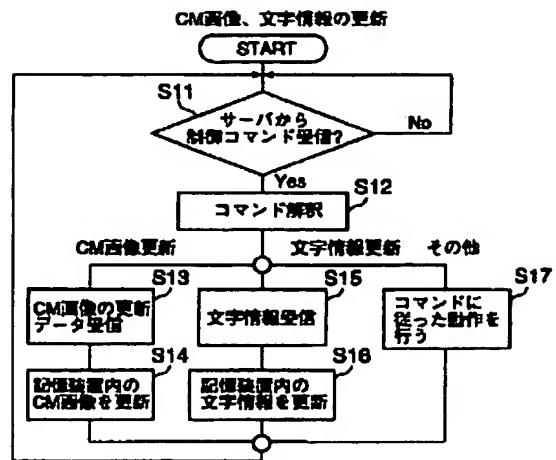 CM画像、文字情報の更新
START
S11
サーバから
制御コマンド受信?
No
Yes
S12
コマンド解釈
CM画像更新
文字情報更新
その他
S13
CM画像の更新
データ受信
S15
文字情報受信
S17
コマンドに
従った動作を
行う
S14
記憶装置内の
CM画像を更新
S16
記憶装置内の
文字情報を更新